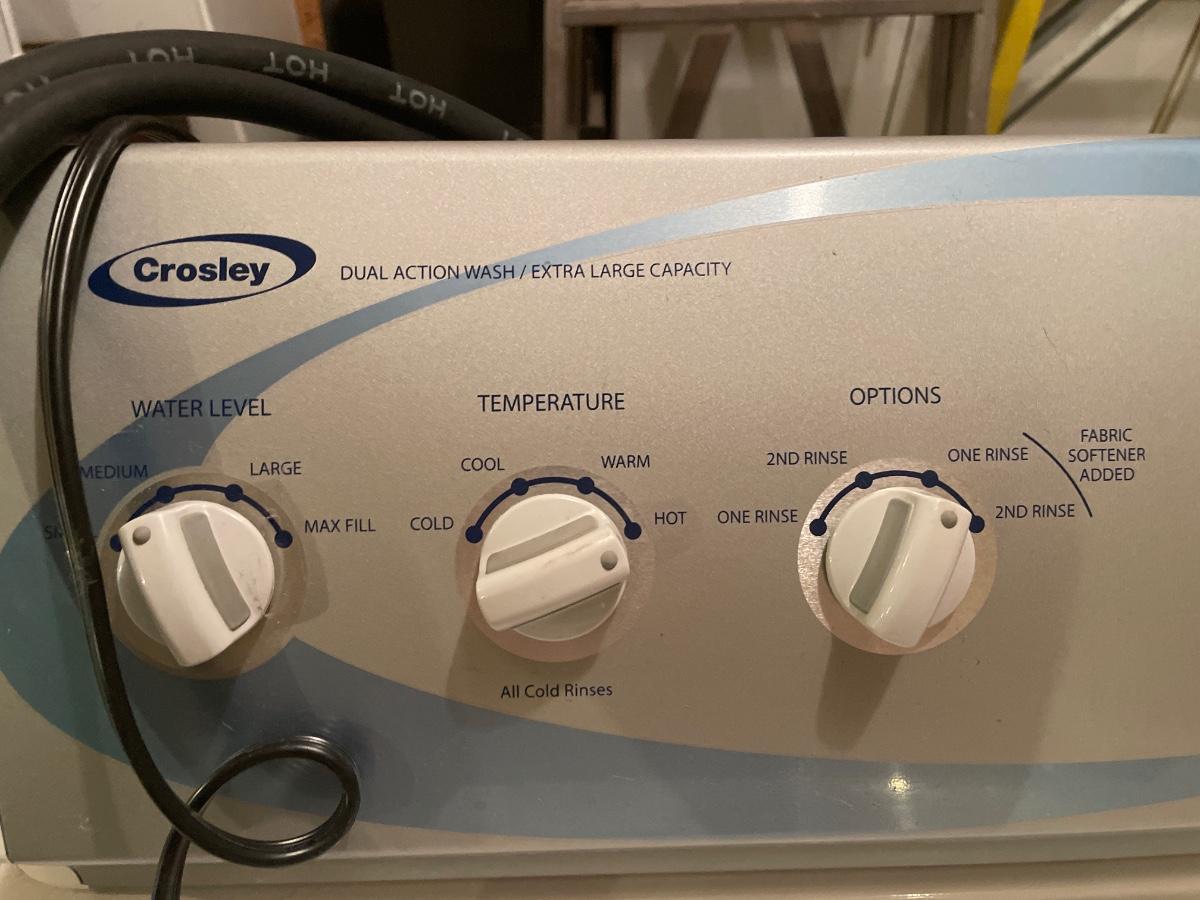 HOT
HOT
HOT
Crosley
DUAL ACTION WASH / EXTRA LARGE CAPACITY
WATER LEVEL
MEDIUM
LARGE
MAX FILL
TEMPERATURE
COLD
COOL
WARM
HOT
All Cold Rinses
OPTIONS
ONE RINSE
2ND RINSE
ONE RINSE
2ND RINSE
FABRIC
SOFTENER
ADDED